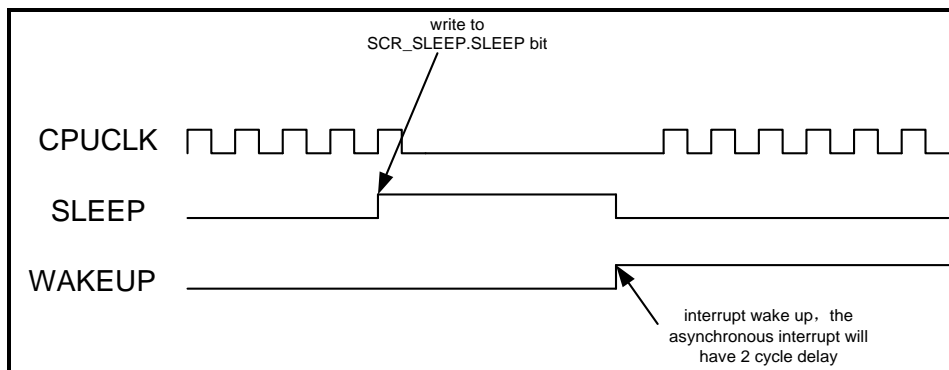 write to
SCR_SLEEP.SLEEP bit
CPUCLK
SLEEP
WAKEUP
interrupt wake up，the
asynchronous interrupt will
have 2 cycle delay